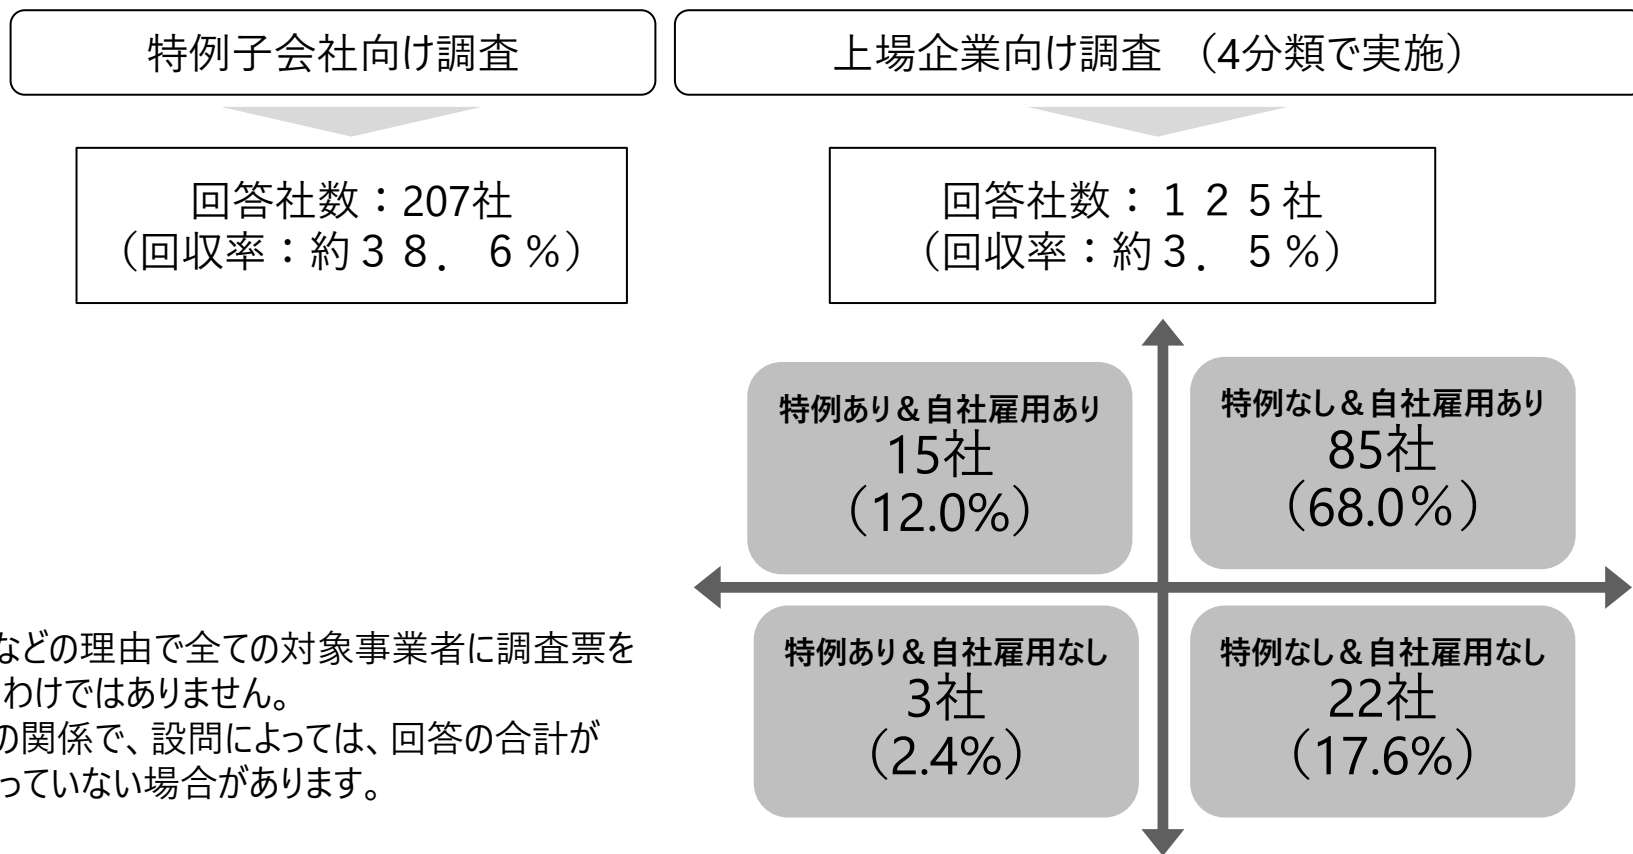 特例子会社向け調査
上場企業向け調査 （4分類で実施）
回答社数：207社
（回収率：約３８．６％）
回答社数：１２５社
（回収率：約３．５％）
特例あり＆自社雇用あり
15社
（12.0%）
特例なし＆自社雇用あり
85社
（68.0％）
特例あり＆自社雇用なし
3社
（2.4%）
特例なし＆自社雇用なし
22社
（17.6%）
などの理由で全ての対象事業者に調査票を
わけではありません。
の関係で、設問によっては、回答の合計が
っていない場合があります。